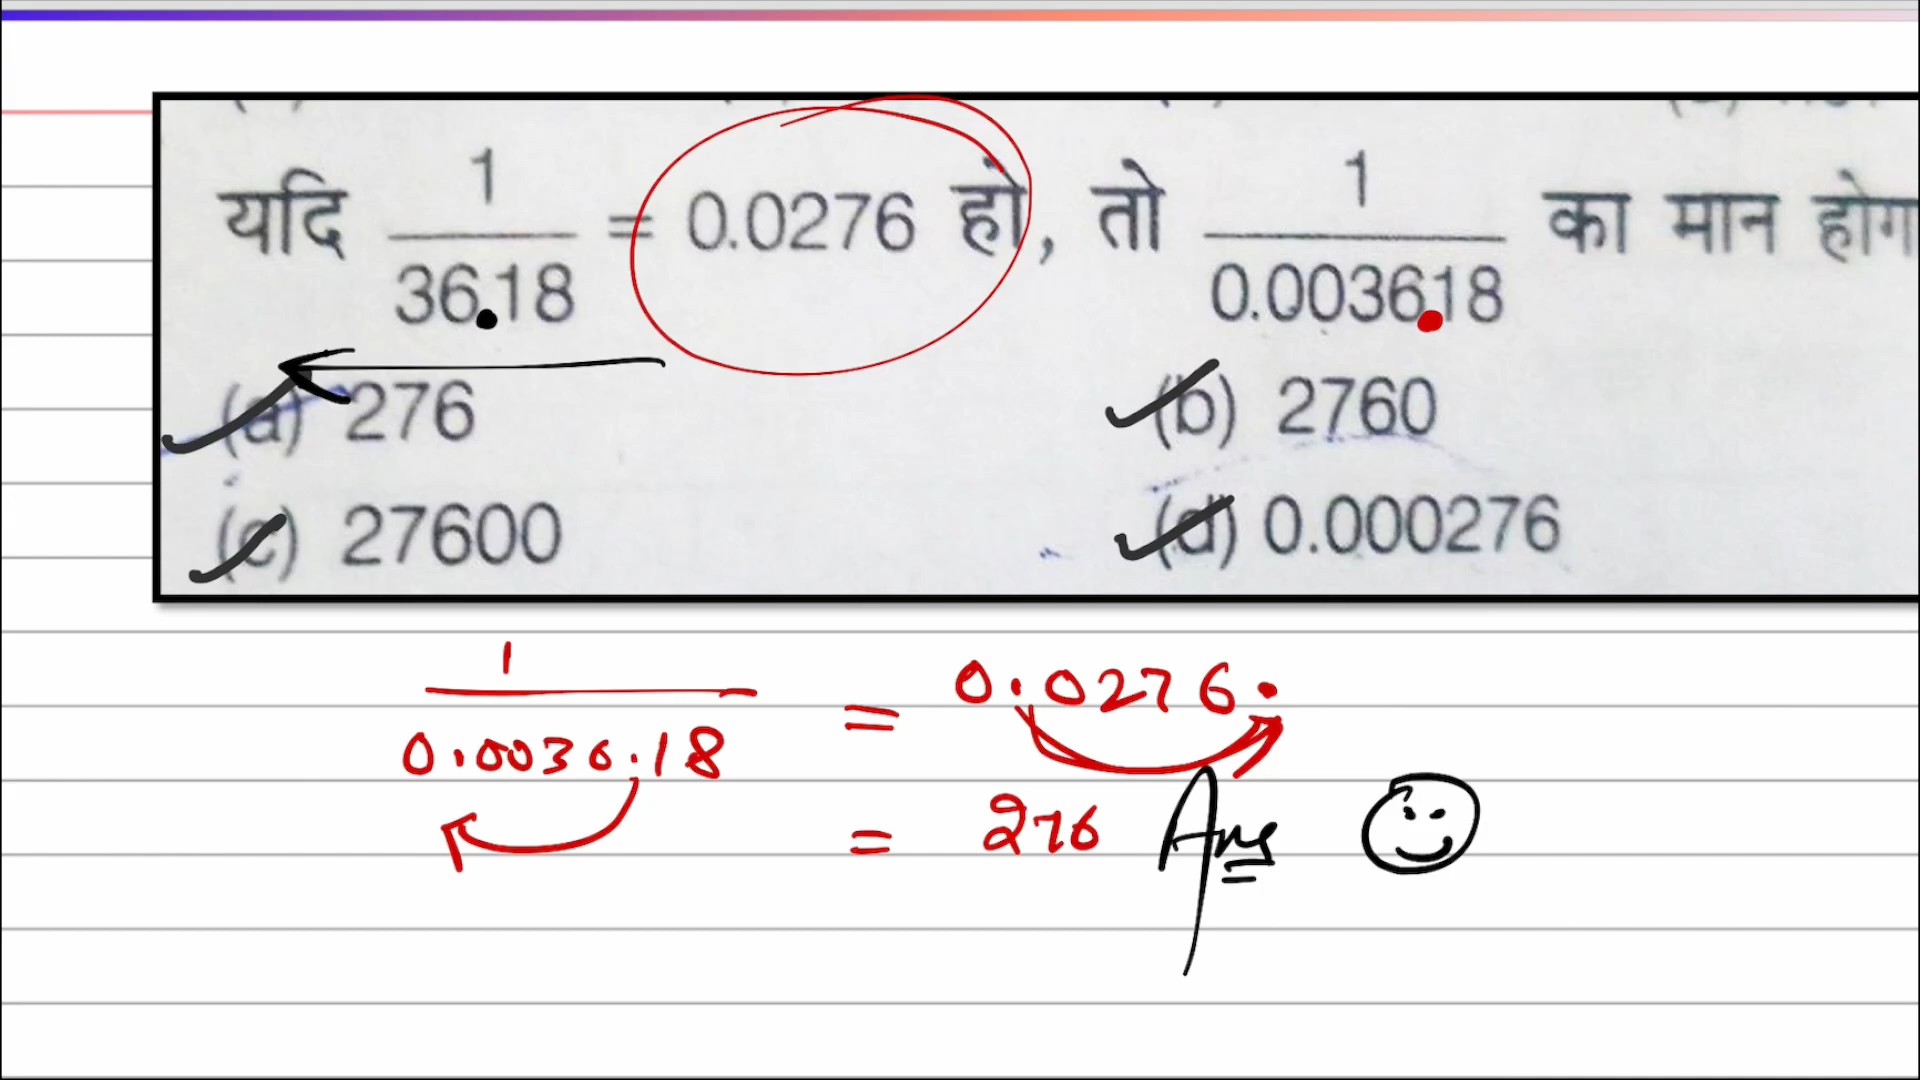 यदि 1/36.18 = 0.0276 हो, तो 1/0.003618 का मान होग
(a) 276 (b) 2760
(c) 27600 (d) 0.000276
1/0.0036.18 = 0.0276.
= 276 Ans